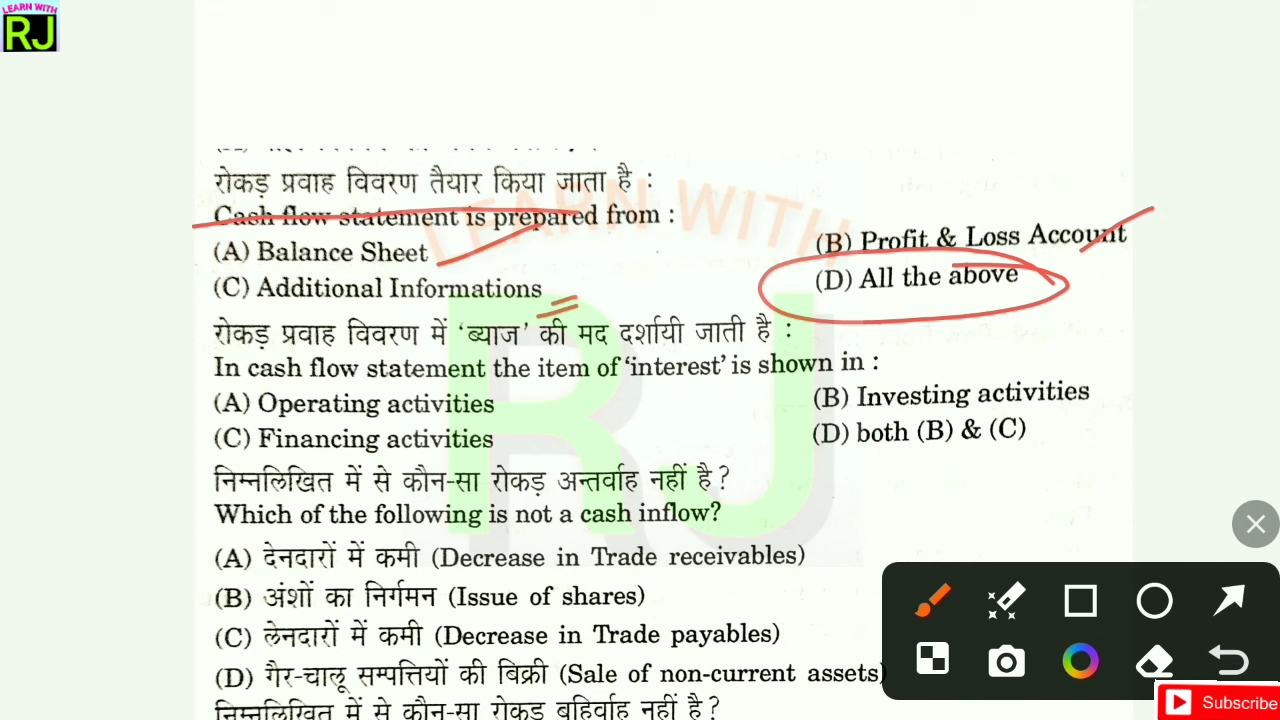 LEARN WITH
RJ
रोकड़ प्रवाह विवरण तैयार किया जाता है :
Cash flow statement is prepared from :
(A) Balance Sheet
(B) Profit & Loss Account
(C) Additional Informations
(D) All the above
रोकड़ प्रवाह विवरण में 'ब्याज' की मद दर्शायी जाती है :
In cash flow statement the item of 'interest' is shown in :
(A) Operating activities
(B) Investing activities
(C) Financing activities
(D) both (B) & (C)
निम्नलिखित में से कौन-सा रोकड़ अन्तर्वाह नहीं है ?
Which of the following is not a cash inflow?
(A) देनदारों में कमी (Decrease in Trade receivables)
(B) अंशों का निर्गमन (Issue of shares)
(C) लेनदारों में कमी (Decrease in Trade payables)
(D) गैर-चालू सम्पत्तियों की बिक्री (Sale of non-current assets)
निम्नलिखित में से कौन-सा रोकड़ बहिर्वाह नहीं है ?
LEARN WITH
RJ
Subscribe